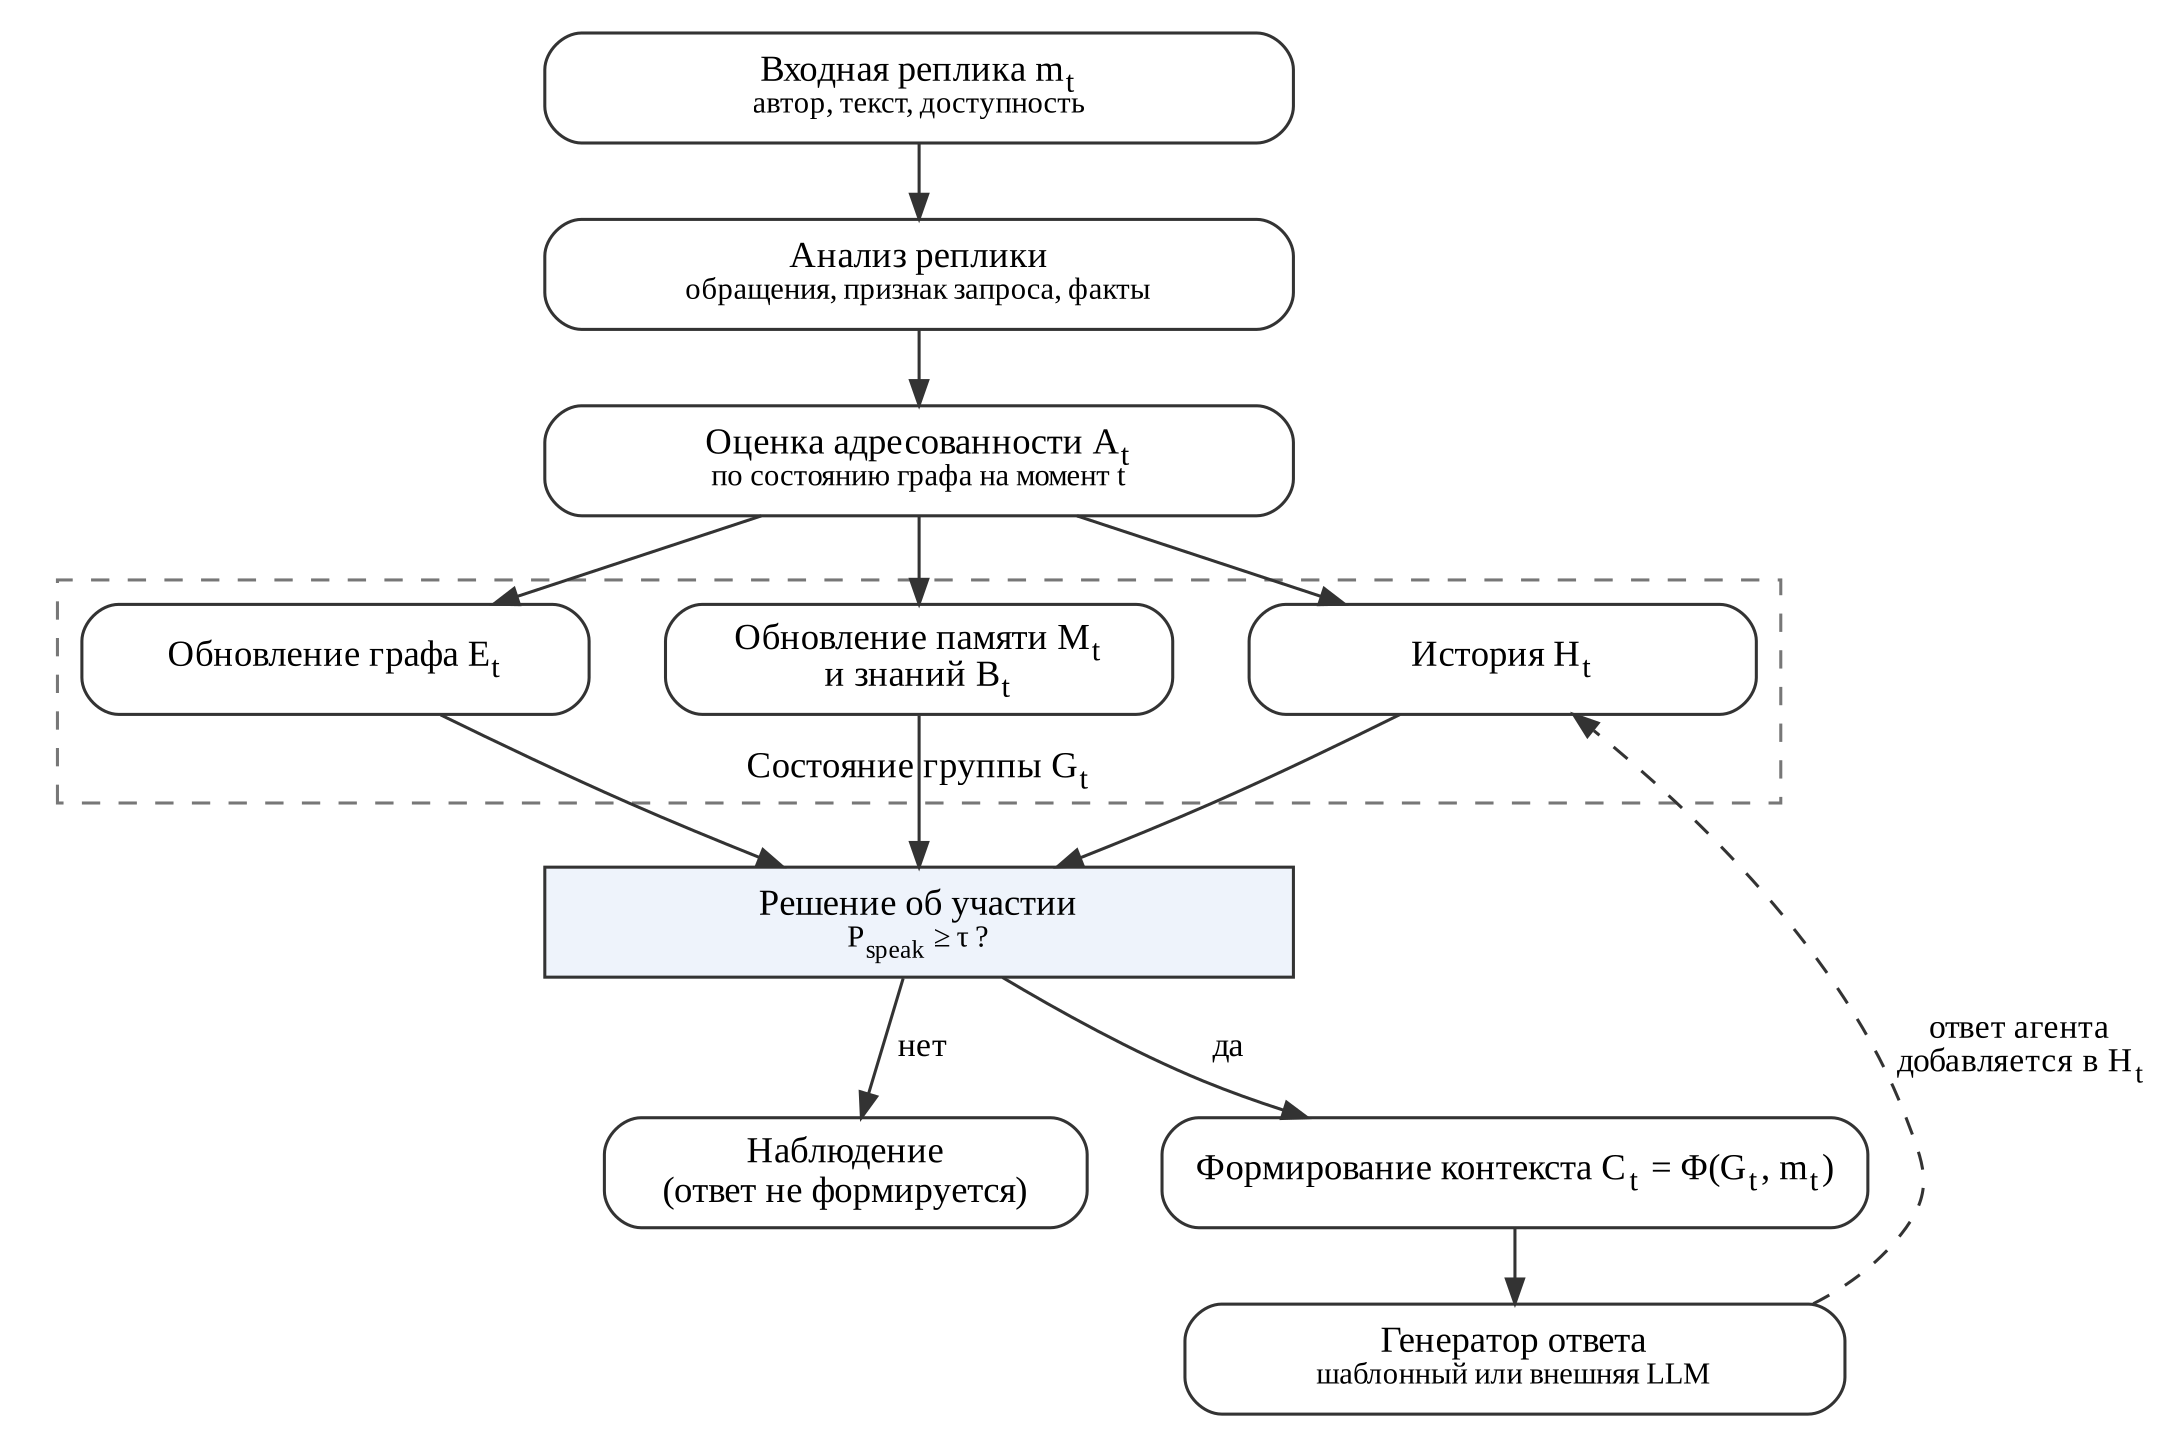 Входная реплика mt
автор, текст, доступность
Анализ реплики
обращения, признак запроса, факты
Оценка адресованности At
по состоянию графа на момент t
Обновление графа Et
Обновление памяти Mt
и знаний Bt
История Ht
Состояние группы Gt
Решение об участии
Pspeak ≥ τ ?
нет
да
ответ агента
добавляется в Ht
Наблюдение
(ответ не формируется)
Формирование контекста Ct = Φ(Gt, mt)
Генератор ответа
шаблонный или внешняя LLM